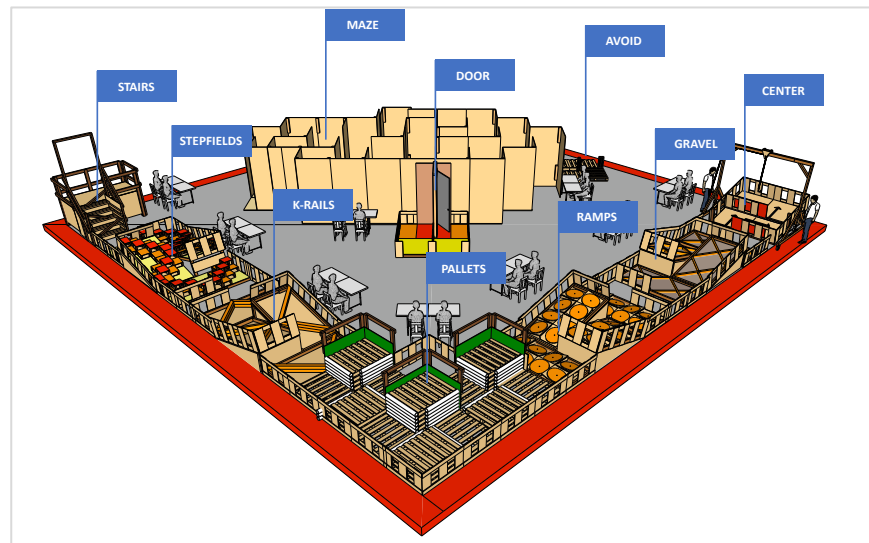 MAZE
AVOID
DOOR
STAIRS
CENTER
STEPFIELDS
GRAVEL
K-RAILS
RAMPS
PALLETS